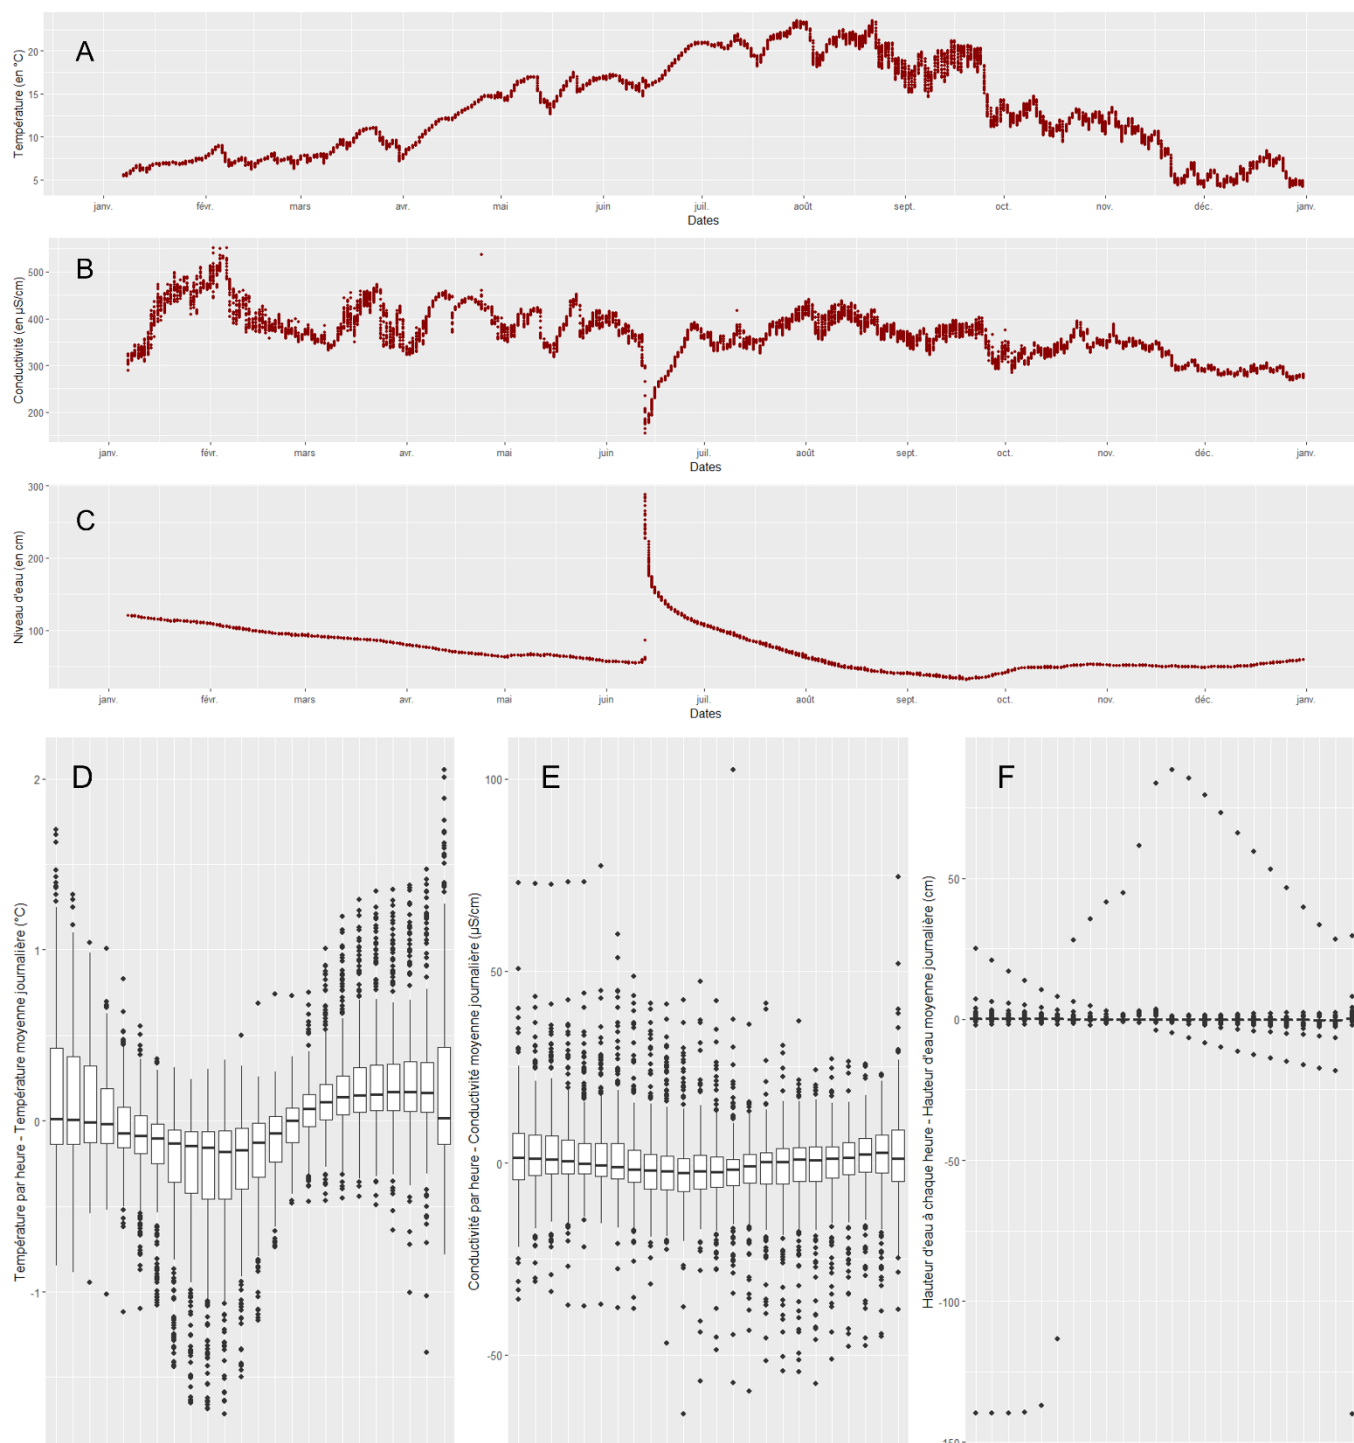 A
Température (en °C)
20
15
10
5
janv. févr. mars avr. mai juin juil. août sept. oct. nov. déc. janv.
Dates
B
Conductivité (en µS/cm)
500
400
300
200
janv. févr. mars avr. mai juin juil. août sept. oct. nov. déc. janv.
Dates
C
Niveau d'eau (en cm)
300
200
100
janv. févr. mars avr. mai juin juil. août sept. oct. nov. déc. janv.
Dates
D
Température par heure - Température moyenne journalière (°C)
2
1
0
-1
E
Conductivité par heure - Conductivité moyenne journalière (µS/cm)
100
50
0
-50
F
Hauteur d'eau à chaque heure - Hauteur d'eau moyenne journalière (cm)
50
0
-50
-100
-150